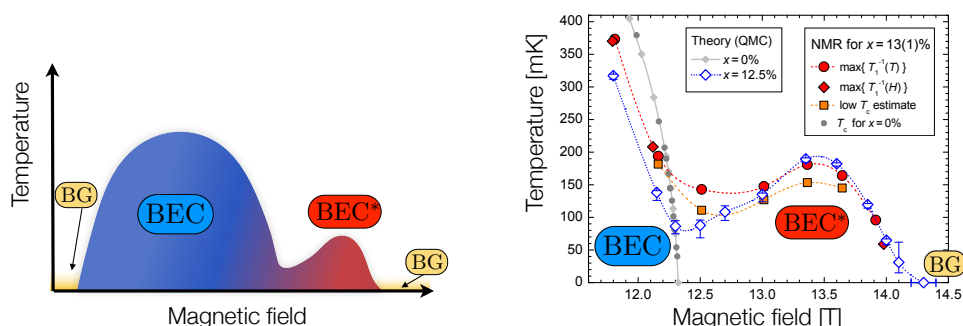 Temperature
BG
BEC
BEC*
BG
Magnetic field
Temperature [mK]
400
350
300
250
200
150
100
50
0
Theory (QMC)
x = 0%
x = 12.5%
NMR for x = 13(1)%
max{ T₁⁻¹(T) }
max{ T₁⁻¹(H) }
low Tc estimate
Tc for x = 0%
BEC
BEC*
BG
12.0 12.5 13.0 13.5 14.0 14.5
Magnetic field [T]